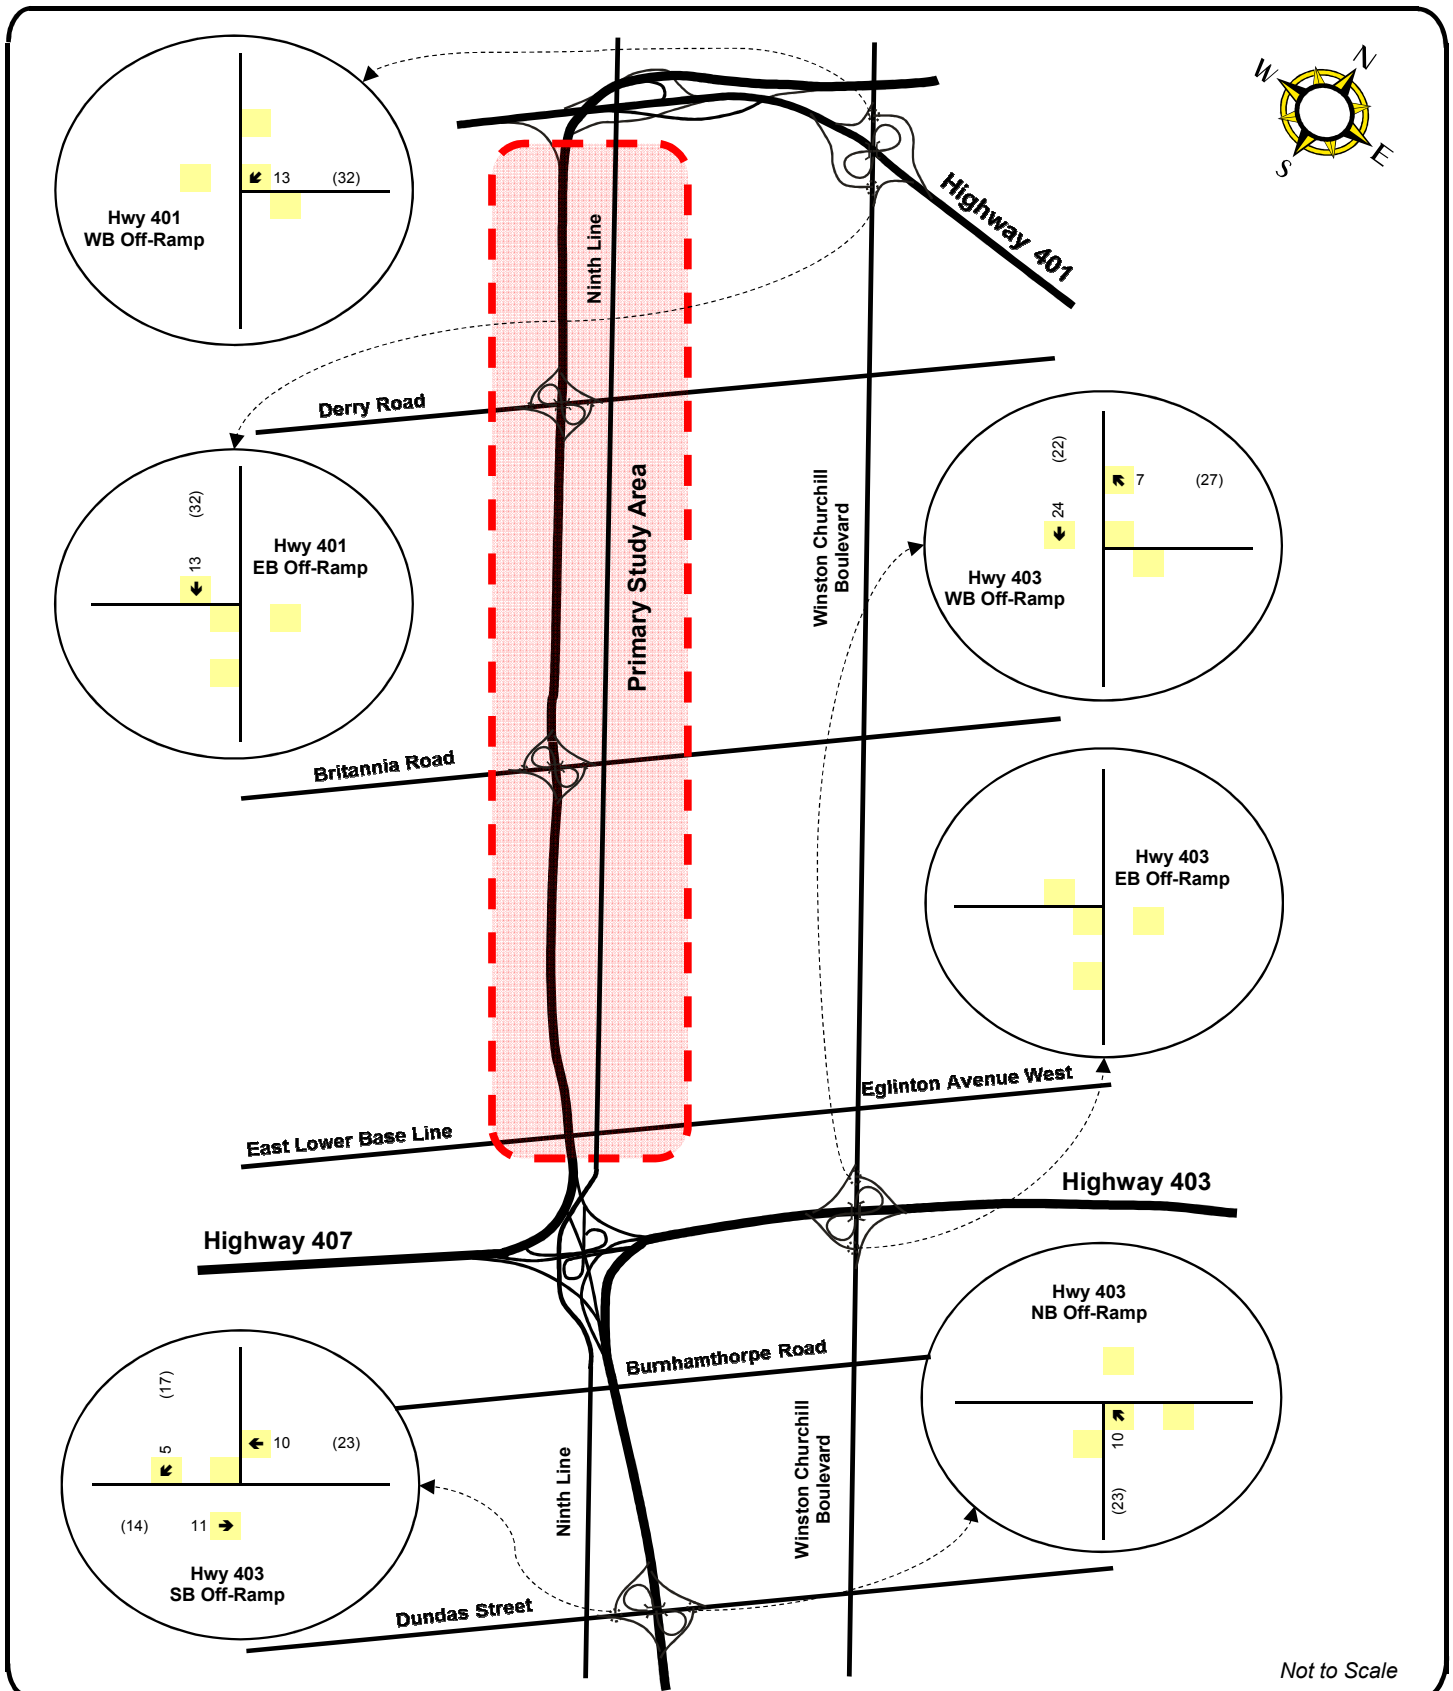 N
W
E
S
13 (32)
Hwy 401
WB Off-Ramp
Highway 401
Ninth Line
Derry Road
(32)
13
Hwy 401
EB Off-Ramp
Primary Study Area
Winston Churchill
Boulevard
(22)
24
7 (27)
Hwy 403
WB Off-Ramp
Britannia Road
Hwy 403
EB Off-Ramp
Eglinton Avenue West
East Lower Base Line
Highway 403
Highway 407
Hwy 403
NB Off-Ramp
10
(23)
Burnhamthorpe Road
(17)
5
10 (23)
(14) 11
Hwy 403
SB Off-Ramp
Ninth Line
Winston Churchill
Boulevard
Dundas Street
Not to Scale